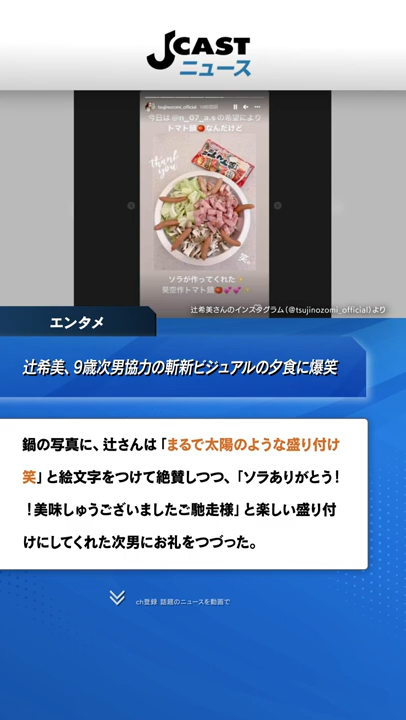 JCAST
ニュース
tsujinozomi_official
今日は @n_07_a.s の希望により
トマト鍋🍅なんだけど
thank you
笑。
ソラが作ってくれた✨
葵空作トマト鍋🍅💕💕✨
辻希美さんのインスタグラム(@tsujinozomi_official)より
エンタメ
辻希美、9歳次男協力の斬新ビジュアルの夕食に爆笑
鍋の写真に、辻さんは「まるで太陽のような盛り付け
笑」と絵文字をつけて絶賛しつつ、「ソラありがとう!
!美味しゅうございましたご馳走様」と楽しい盛り付
けにしてくれた次男にお礼をつづった。
ch登録 話題のニュースを動画で